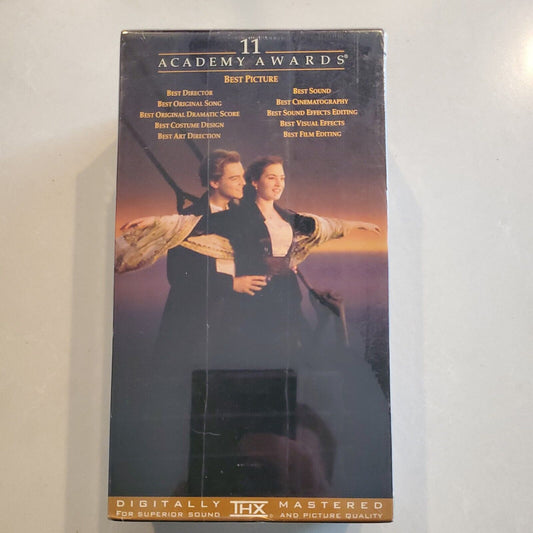 11
ACADEMY AWARDS®
BEST PICTURE
BEST DIRECTOR BEST SOUND
BEST ORIGINAL SONG BEST CINEMATOGRAPHY
BEST ORIGINAL DRAMATIC SCORE BEST SOUND EFFECTS EDITING
BEST COSTUME DESIGN BEST VISUAL EFFECTS
BEST ART DIRECTION BEST FILM EDITING
DIGITALLY THX® MASTERED
FOR SUPERIOR SOUND AND PICTURE QUALITY